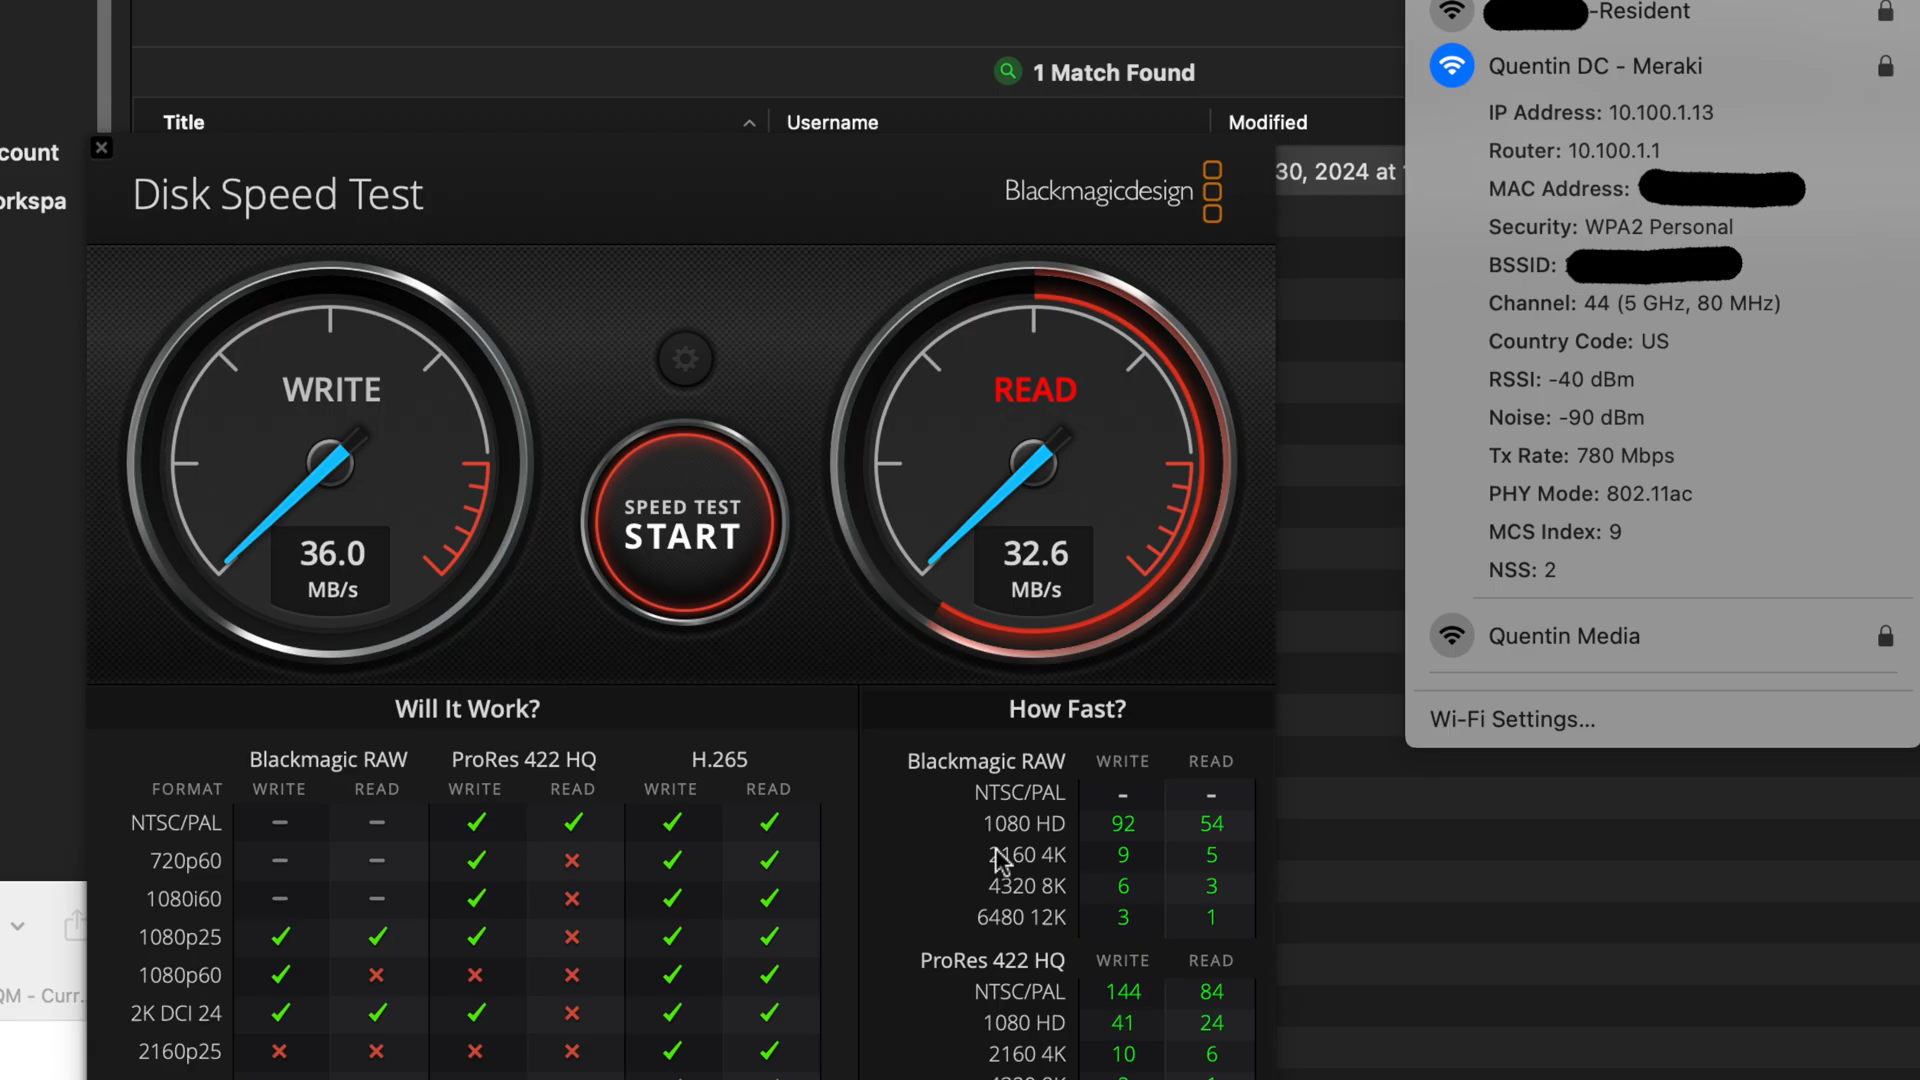 -Resident
Quentin DC - Meraki
IP Address: 10.100.1.13
Router: 10.100.1.1
MAC Address:
Security: WPA2 Personal
BSSID:
Channel: 44 (5 GHz, 80 MHz)
Country Code: US
RSSI: -40 dBm
Noise: -90 dBm
Tx Rate: 780 Mbps
PHY Mode: 802.11ac
MCS Index: 9
NSS: 2
Quentin Media
Wi-Fi Settings...
1 Match Found
Title Username Modified
30, 2024 at
count
orkspa
Disk Speed Test
Blackmagicdesign
WRITE
36.0
MB/s
SPEED TEST
START
READ
32.6
MB/s
Will It Work?
Blackmagic RAW ProRes 422 HQ H.265
FORMAT WRITE READ WRITE READ WRITE READ
NTSC/PAL — — ✓ ✓ ✓ ✓
720p60 — — ✓ ✕ ✓ ✓
1080i60 — — ✓ ✕ ✓ ✓
1080p25 ✓ ✓ ✓ ✕ ✓ ✓
1080p60 ✓ ✕ ✕ ✕ ✓ ✓
2K DCI 24 ✓ ✓ ✓ ✕ ✓ ✓
2160p25 ✕ ✕ ✕ ✕ ✓ ✓
How Fast?
Blackmagic RAW WRITE READ
NTSC/PAL - -
1080 HD 92 54
2160 4K 9 5
4320 8K 6 3
6480 12K 3 1
ProRes 422 HQ WRITE READ
NTSC/PAL 144 84
1080 HD 41 24
2160 4K 10 6
QM - Curr...